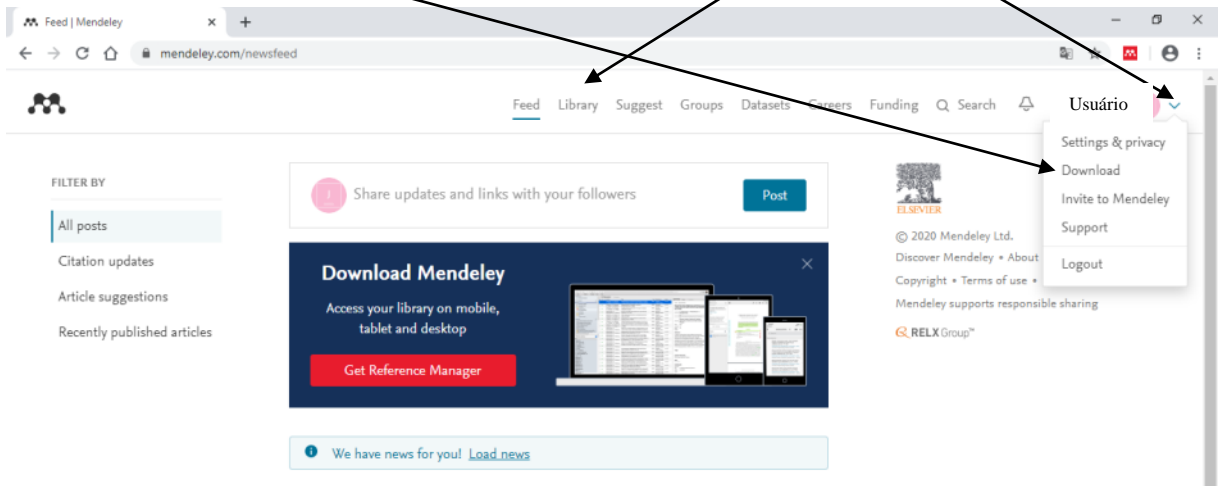 Feed | Mendeley
mendeley.com/newsfeed
Feed Library Suggest Groups Datasets Careers Funding Search Usuário
Settings & privacy
Download
Invite to Mendeley
Support
Logout
FILTER BY
All posts
Citation updates
Article suggestions
Recently published articles
Share updates and links with your followers
Post
Download Mendeley
Access your library on mobile,
tablet and desktop
Get Reference Manager
We have news for you! Load news
ELSEVIER
© 2020 Mendeley Ltd.
Discover Mendeley • About
Copyright • Terms of use •
Mendeley supports responsible sharing
RELX Group™